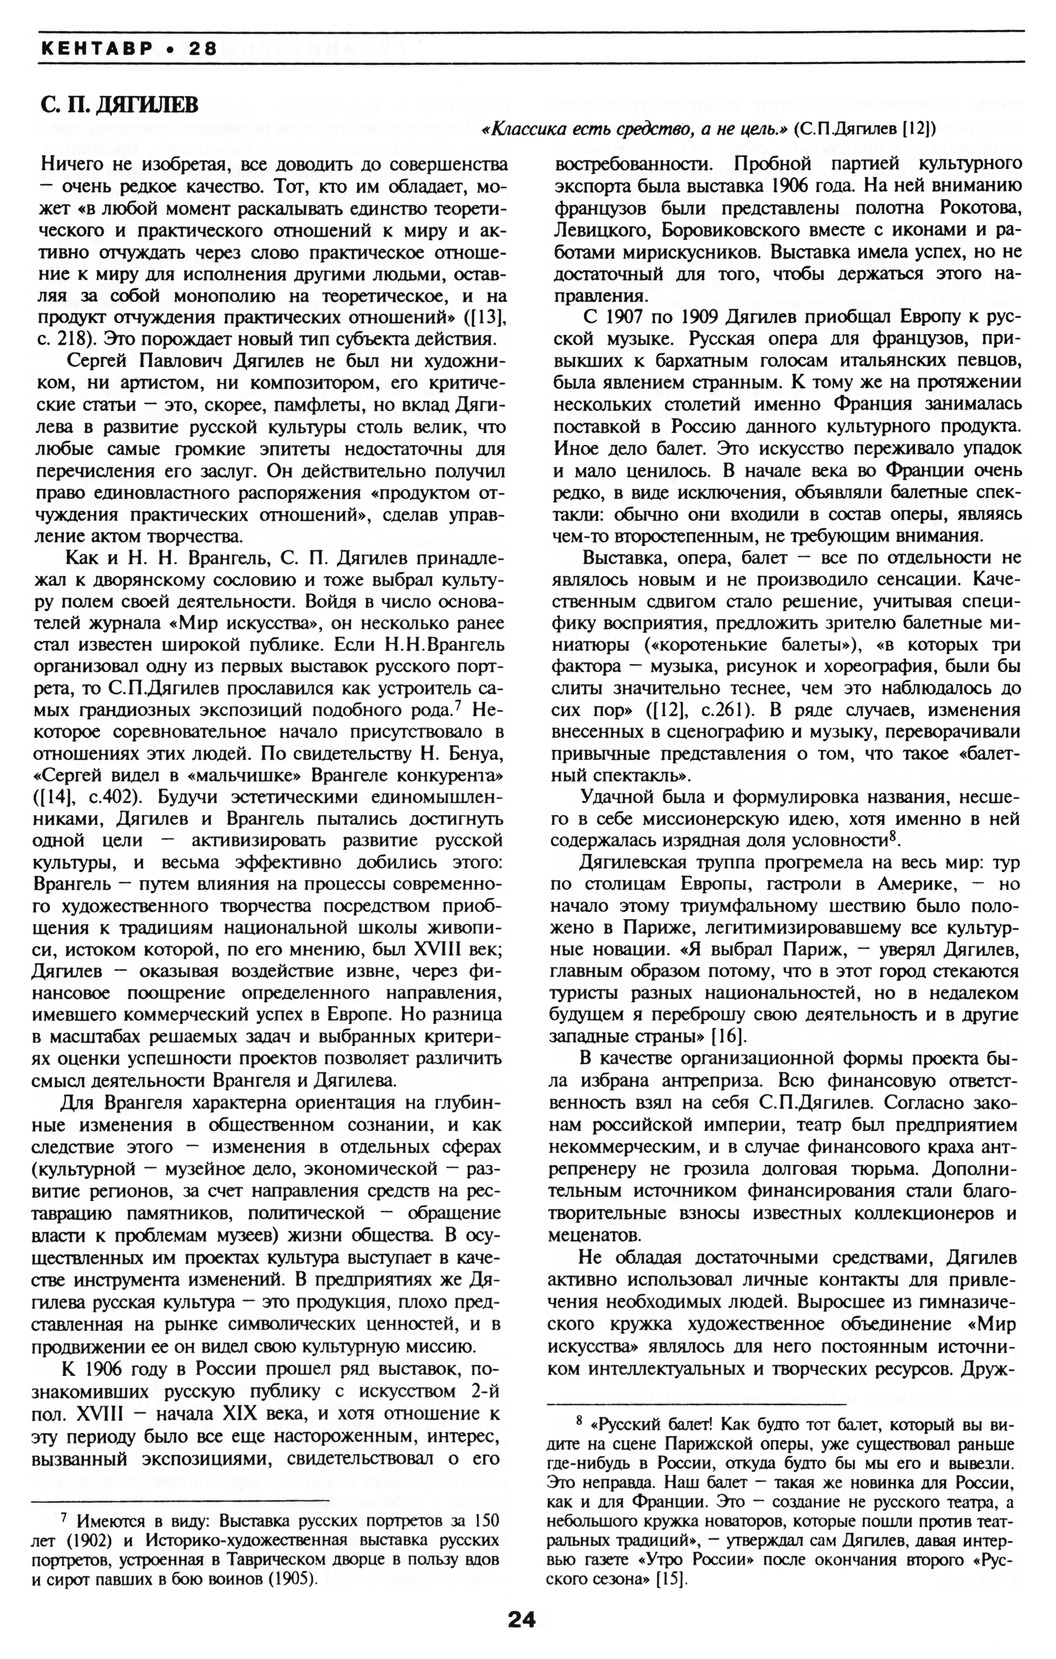 КЕНТАВР • 28
С. П. ДЯГИЛЕВ
«Классика есть средство, а не цель.» (С.П.Дягилев [12])
Ничего не изобретая, все доводить до совершенства
— очень редкое качество. Тот, кто им обладает, мо-
жет «в любой момент раскалывать единство теорети-
ческого и практического отношений к миру и ак-
тивно отчуждать через слово практическое отноше-
ние к миру для исполнения другими людьми, остав-
ляя за собой монополию на теоретическое, и на
продукт отчуждения практических отношений» ([13],
с. 218). Это порождает новый тип субъекта действия.
Сергей Павлович Дягилев не был ни художни-
ком, ни артистом, ни композитором, его критиче-
ские статьи — это, скорее, памфлеты, но вклад Дяги-
лева в развитие русской культуры столь велик, что
любые самые громкие эпитеты недостаточны для
перечисления его заслуг. Он действительно получил
право единовластного распоряжения «продуктом от-
чуждения практических отношений», сделав управ-
ление актом творчества.
Как и Н. Н. Врангель, С. П. Дягилев принадле-
жал к дворянскому сословию и тоже выбрал культу-
ру полем своей деятельности. Войдя в число основа-
телей журнала «Мир искусства», он несколько ранее
стал известен широкой публике. Если Н.Н.Врангель
организовал одну из первых выставок русского порт-
рета, то С.П.Дягилев прославился как устроитель са-
мых грандиозных экспозиций подобного рода.7 Не-
которое соревновательное начало присутствовало в
отношениях этих людей. По свидетельству Н. Бенуа,
«Сергей видел в «мальчишке» Врангеле конкурента»
([14], с.402). Будучи эстетическими единомышлен-
никами, Дягилев и Врангель пытались достигнуть
одной цели — активизировать развитие русской
культуры, и весьма эффективно добились этого:
Врангель — путем влияния на процессы современно-
го художественного творчества посредством приоб-
щения к традициям национальной школы живопи-
си, истоком которой, по его мнению, был XVIII век;
Дягилев — оказывая воздействие извне, через фи-
нансовое поощрение определенного направления,
имевшего коммерческий успех в Европе. Но разница
в масштабах решаемых задач и выбранных критери-
ях оценки успешности проектов позволяет различить
смысл деятельности Врангеля и Дягилева.
Для Врангеля характерна ориентация на глубин-
ные изменения в общественном сознании, и как
следствие этого — изменения в отдельных сферах
(культурной — музейное дело, экономической — раз-
витие регионов, за счет направления средств на рес-
таврацию памятников, политической — обращение
власти к проблемам музеев) жизни общества. В осу-
ществленных им проектах культура выступает в каче-
стве инструмента изменений. В предприятиях же Дя-
гилева русская культура — это продукция, плохо пред-
ставленная на рынке символических ценностей, и в
продвижении ее он видел свою культурную миссию.
К 1906 году в России прошел ряд выставок, по-
знакомивших русскую публику с искусством 2-й
пол. XVIII — начала XIX века, и хотя отношение к
эту периоду было все еще настороженным, интерес,
вызванный экспозициями, свидетельствовал о его
7 Имеются в виду: Выставка русских портретов за 150
лет (1902) и Историко-художественная выставка русских
портретов, устроенная в Таврическом дворце в пользу вдов
и сирот павших в бою воинов (1905).
востребованности. Пробной партией культурного
экспорта была выставка 1906 года. На ней вниманию
французов были представлены полотна Рокотова,
Левицкого, Боровиковского вместе с иконами и ра-
ботами мирискусников. Выставка имела успех, но не
достаточный для того, чтобы держаться этого на-
правления.
С 1907 по 1909 Дягилев приобщал Европу к рус-
ской музыке. Русская опера для французов, при-
выкших к бархатным голосам итальянских певцов,
была явлением странным. К тому же на протяжении
нескольких столетий именно Франция занималась
поставкой в Россию данного культурного продукта.
Иное дело балет. Это искусство переживало упадок
и мало ценилось. В начале века во Франции очень
редко, в виде исключения, объявляли балетные спек-
такли: обычно они входили в состав оперы, являясь
чем-то второстепенным, не требующим внимания.
Выставка, опера, балет — все по отдельности не
являлось новым и не производило сенсации. Каче-
ственным сдвигом стало решение, учитывая специ-
фику восприятия, предложить зрителю балетные ми-
ниатюры («коротенькие балеты»), «в которых три
фактора — музыка, рисунок и хореография, были бы
слиты значительно теснее, чем это наблюдалось до
сих пор» ([12], с.261). В ряде случаев, изменения
внесенных в сценографию и музыку, переворачивали
привычные представления о том, что такое «балет-
ный спектакль».
Удачной была и формулировка названия, несше-
го в себе миссионерскую идею, хотя именно в ней
содержалась изрядная доля условности8.
Дягилевская труппа прогремела на весь мир: тур
по столицам Европы, гастроли в Америке, — но
начало этому триумфальному шествию было поло-
жено в Париже, легитимизировавшему все культур-
ные новации. «Я выбрал Париж, — уверял Дягилев,
главным образом потому, что в этот город стекаются
туристы разных национальностей, но в недалеком
будущем я переброшу свою деятельность и в другие
западные страны» [16].
В качестве организационной формы проекта бы-
ла избрана антреприза. Всю финансовую ответст-
венность взял на себя С.П.Дягилев. Согласно зако-
нам российской империи, театр был предприятием
некоммерческим, и в случае финансового краха ант-
репренеру не грозила долговая тюрьма. Дополни-
тельным источником финансирования стали благо-
творительные взносы известных коллекционеров и
меценатов.
Не обладая достаточными средствами, Дягилев
активно использовал личные контакты для привле-
чения необходимых людей. Выросшее из гимназиче-
ского кружка художественное объединение «Мир
искусства» являлось для него постоянным источни-
ком интеллектуальных и творческих ресурсов. Друж-
8 «Русский балет! Как будто тот балет, который вы ви-
дите на сцене Парижской оперы, уже существовал раньше
где-нибудь в России, откуда будто бы мы его и вывезли.
Это неправда. Наш балет — такая же новинка для России,
как и для Франции. Это — создание не русского театра, а
небольшого кружка новаторов, которые пошли против теат-
ральных традиций», — утверждал сам Дягилев, давая интер-
вью газете «Утро России» после окончания второго «Рус-
ского сезона» [15].
24